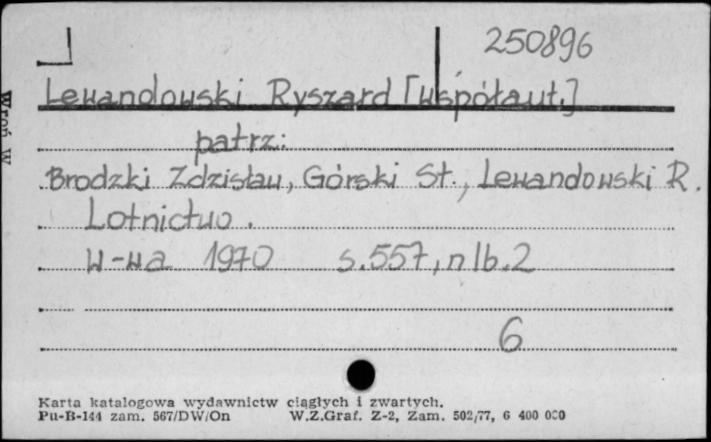 250896
Lewandowski Ryszard [współaut.]
patrz:
Brodzki Zdzisław, Górski St., Lewandowski R.
Lotnictwo.
W-wa 1970 s.557, nlb.2
6
Karta katalogowa wydawnictw ciągłych i zwartych.
Pu-B-144 zam. 567/DW/On W.Z.Graf. Z-2, Zam. 502/77, 6 400 000